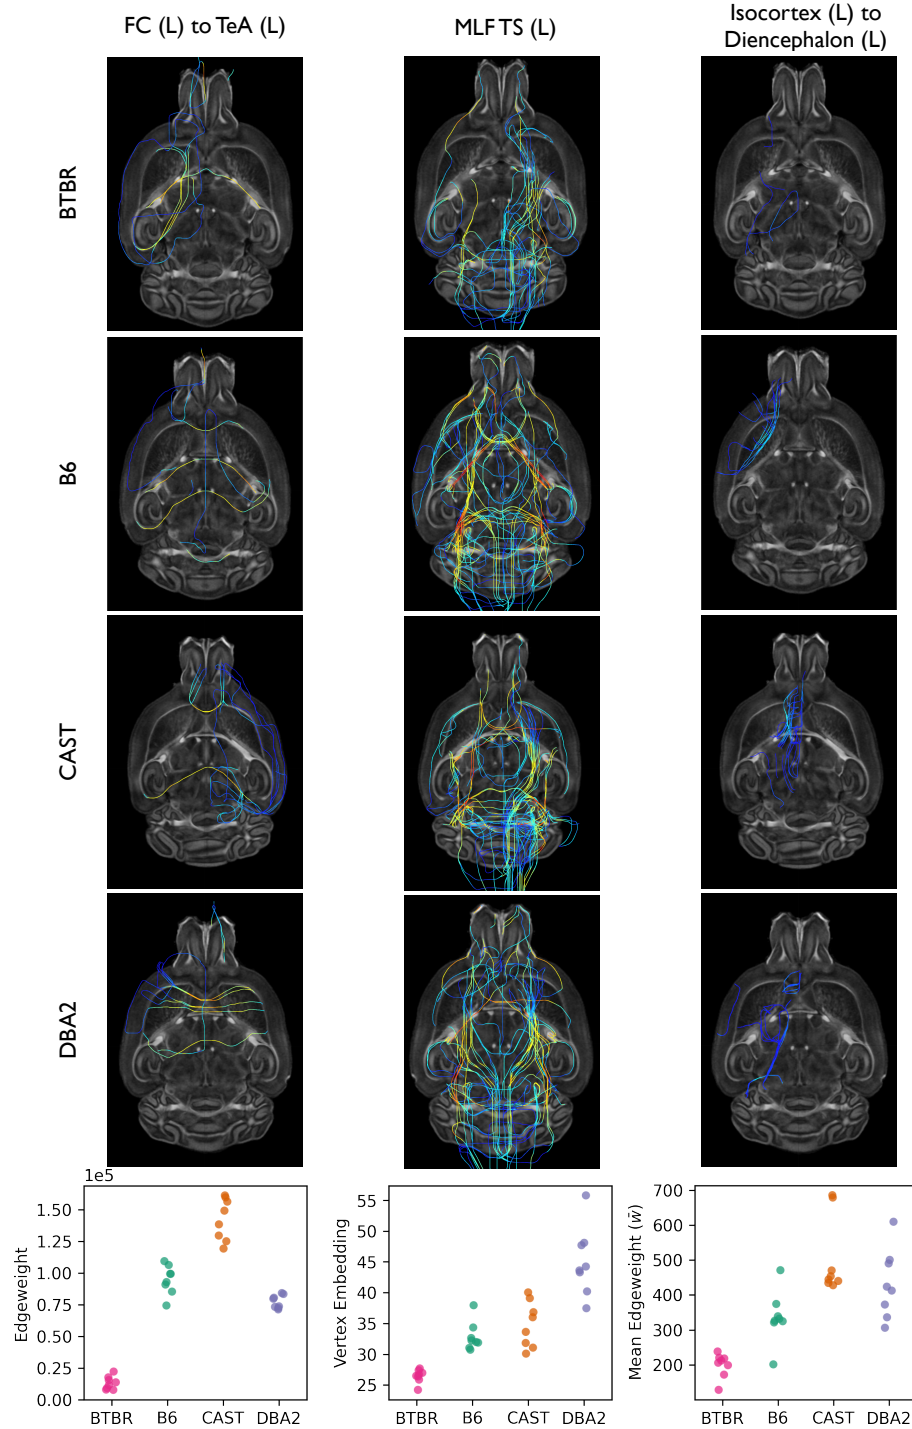 FC (L) to TeA (L)
MLF TS (L)
Isocortex (L) to
Diencephalon (L)
BTBR
B6
CAST
DBA2
1e5
Edgeweight
1.50
1.25
1.00
0.75
0.50
0.25
0.00
BTBR B6 CAST DBA2
Vertex Embedding
55
50
45
40
35
30
25
BTBR B6 CAST DBA2
Mean Edgeweight (w̄)
700
600
500
400
300
200
BTBR B6 CAST DBA2